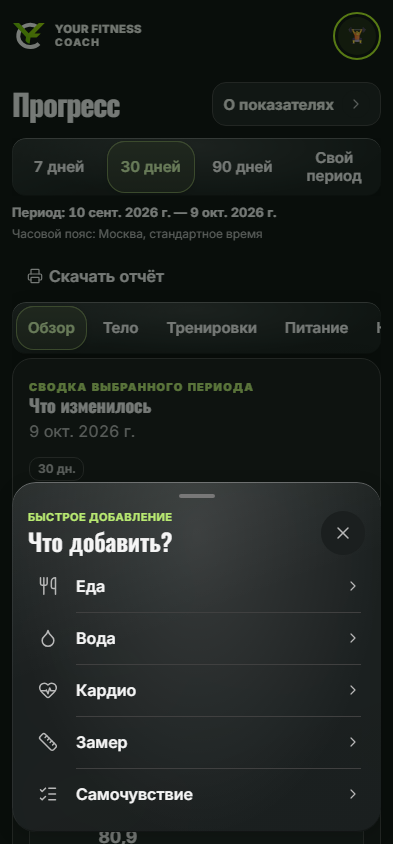 YOUR FITNESS
COACH
Прогресс
О показателях
7 дней
30 дней
90 дней
Свой
период
Период: 10 сент. 2026 г. — 9 окт. 2026 г.
Часовой пояс: Москва, стандартное время
Скачать отчёт
Обзор
Тело
Тренировки
Питание
СВОДКА ВЫБРАННОГО ПЕРИОДА
Что изменилось
9 окт. 2026 г.
30 дн.
БЫСТРОЕ ДОБАВЛЕНИЕ
Что добавить?
Еда
Вода
Кардио
Замер
Самочувствие
80,9